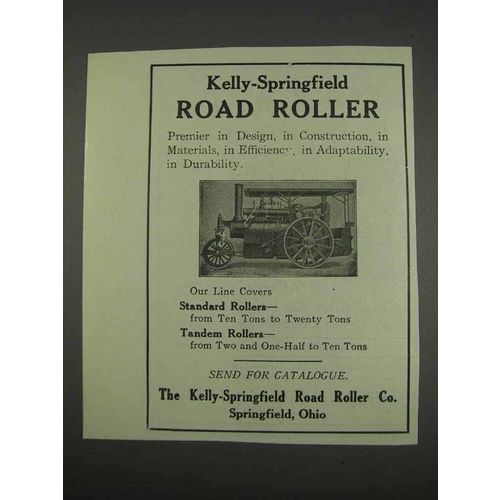 Kelly-Springfield
ROAD ROLLER
Premier in Design, in Construction, in
Materials, in Efficiency, in Adaptability,
in Durability.
Our Line Covers
Standard Rollers—
from Ten Tons to Twenty Tons
Tandem Rollers—
from Two and One-Half to Ten Tons
SEND FOR CATALOGUE.
The Kelly-Springfield Road Roller Co.
Springfield, Ohio